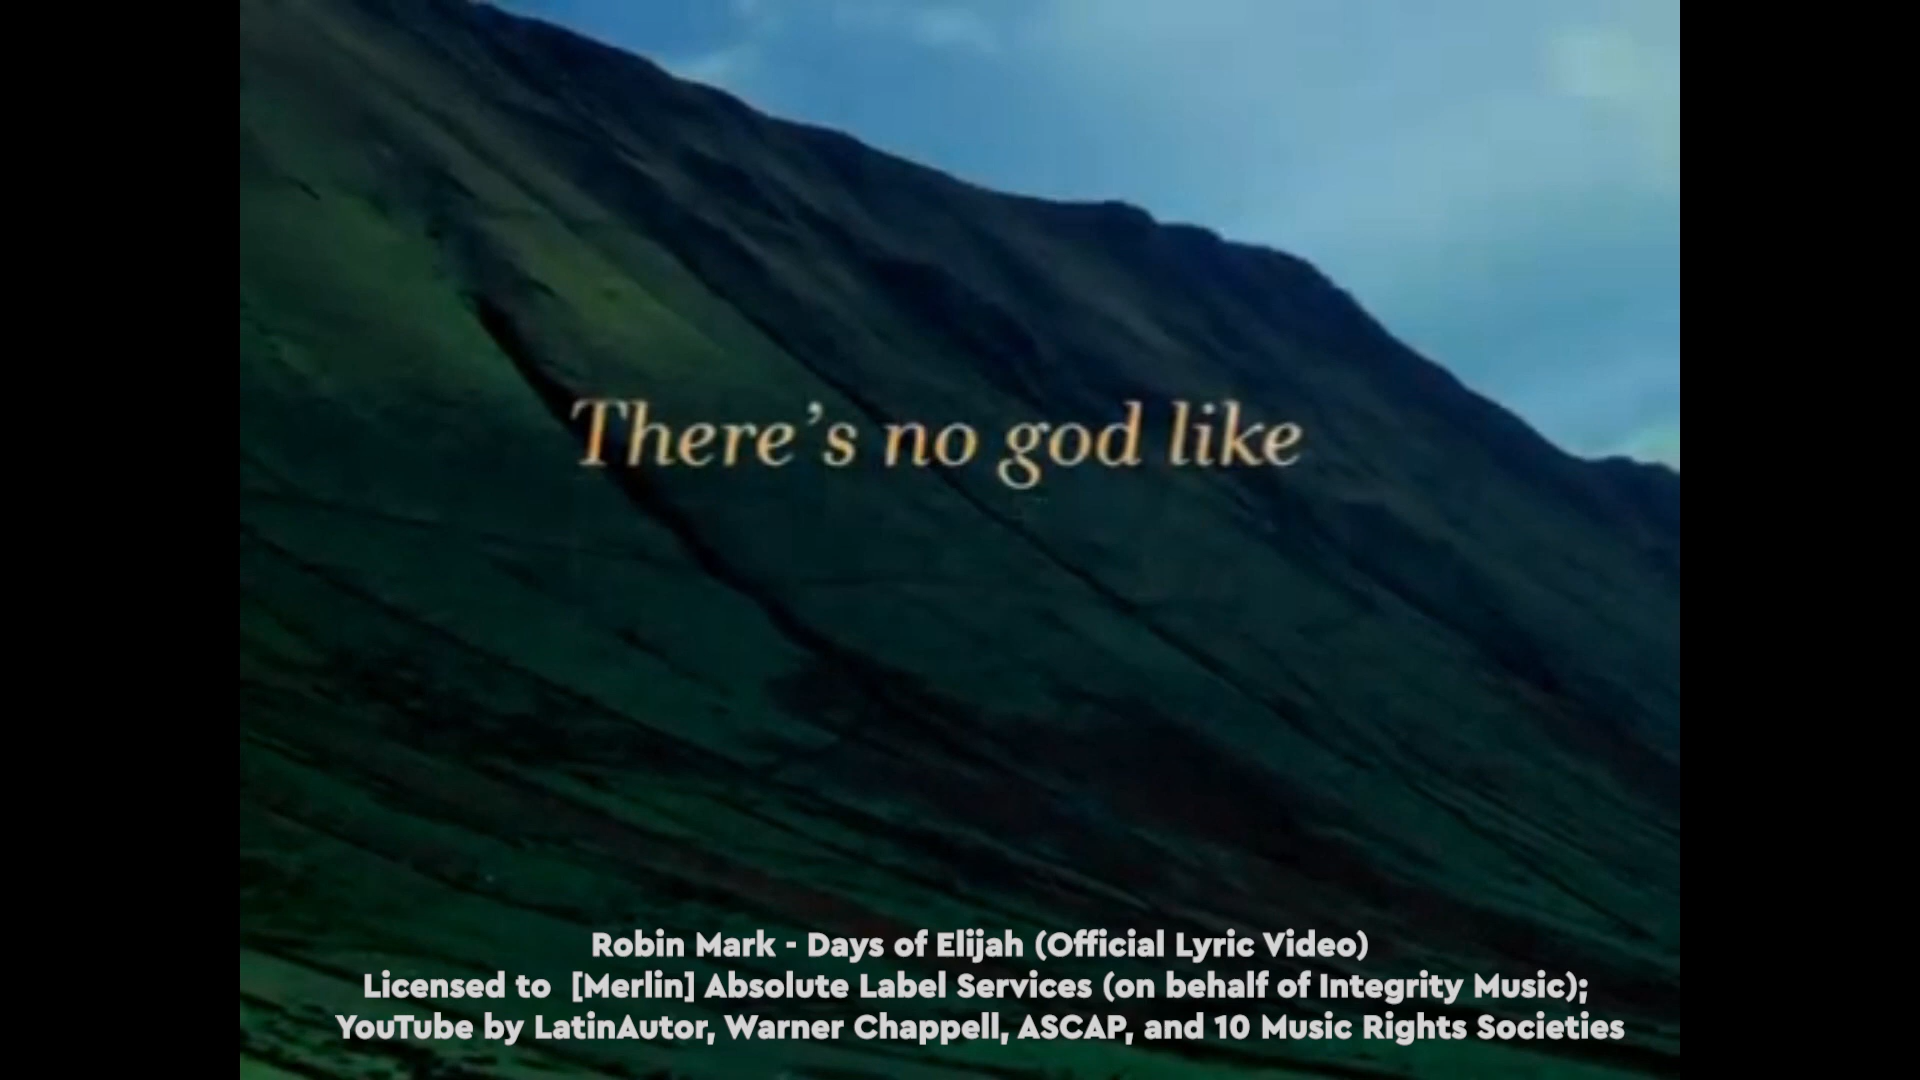 There's no god like
Robin Mark - Days of Elijah (Official Lyric Video)
Licensed to [Merlin] Absolute Label Services (on behalf of Integrity Music);
YouTube by LatinAutor, Warner Chappell, ASCAP, and 10 Music Rights Societies